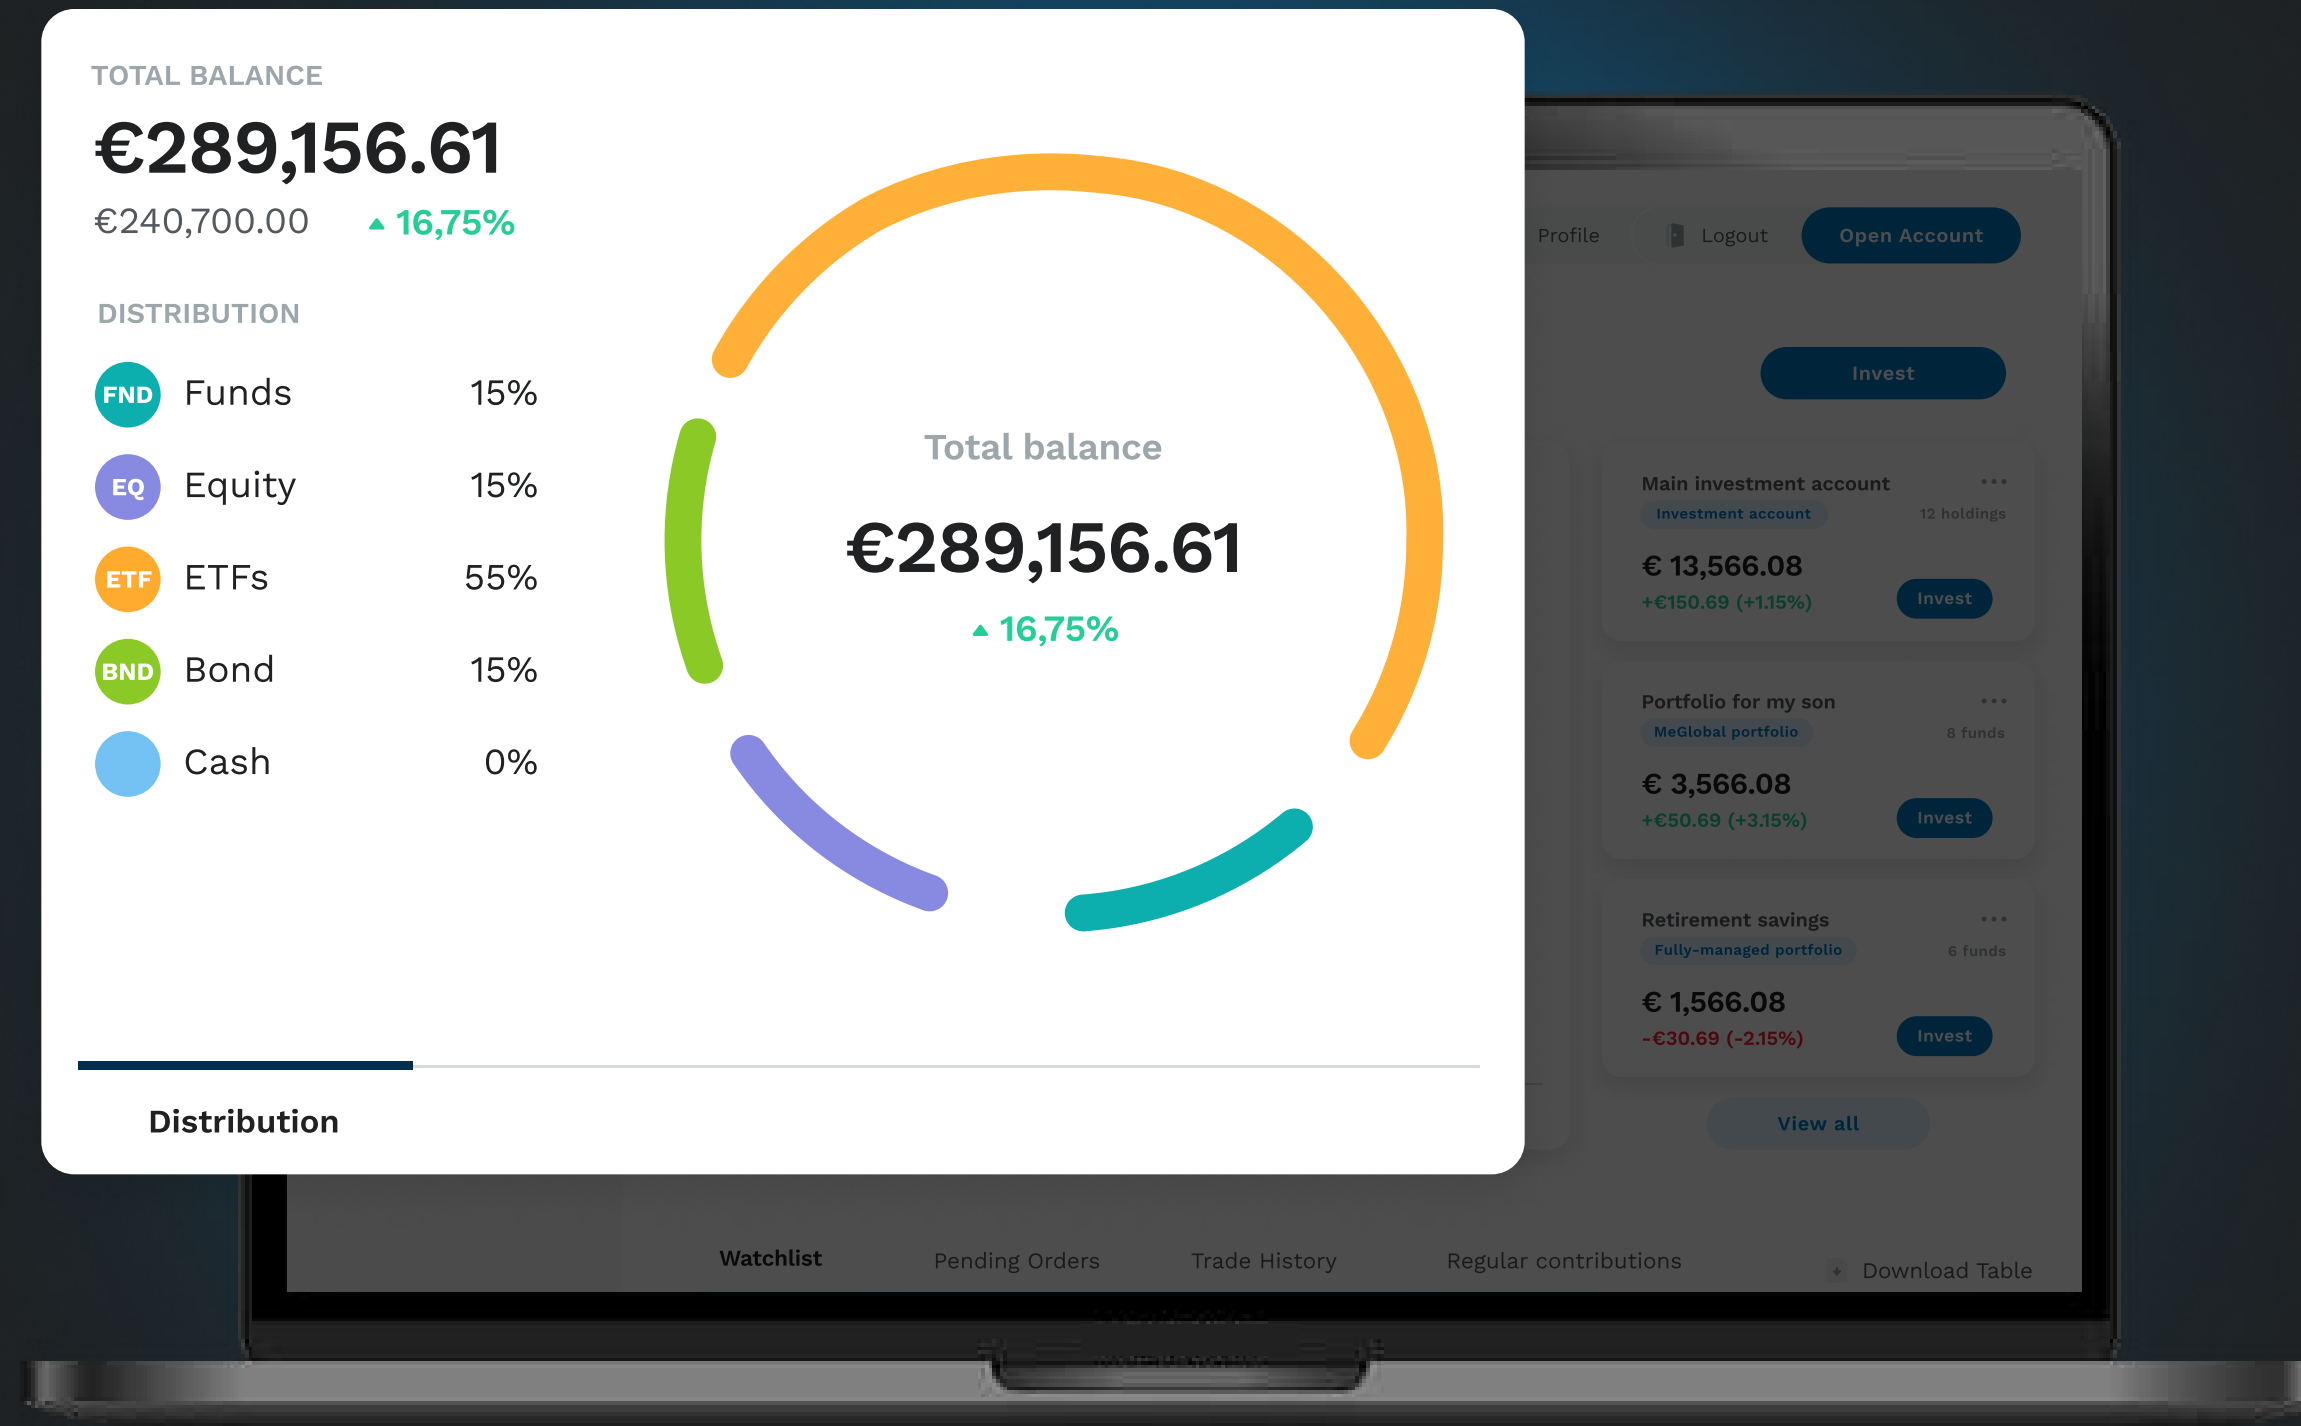 TOTAL BALANCE
€289,156.61
€240,700.00 16,75%
DISTRIBUTION
FND Funds 15%
EQ Equity 15%
ETF ETFs 55%
BND Bond 15%
Cash 0%
Total balance
€289,156.61
16,75%
Distribution
Profile Logout Open Account
Invest
Main investment account
Investment account 12 holdings
€ 13,566.08
+€150.69 (+1.15%) Invest
Portfolio for my son
MeGlobal portfolio 8 funds
€ 3,566.08
+€50.69 (+3.15%) Invest
Retirement savings
Fully-managed portfolio 6 funds
€ 1,566.08
-€30.69 (-2.15%) Invest
View all
Watchlist Pending Orders Trade History Regular contributions Download Table